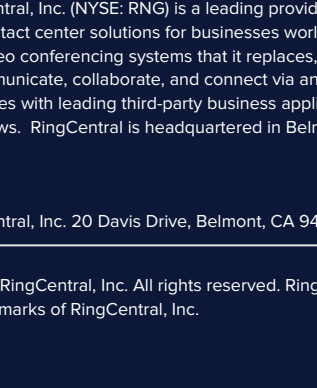 ntral, Inc. (NYSE: RNG) is a leading provid
tact center solutions for businesses worl
eo conferencing systems that it replaces,
municate, collaborate, and connect via an
es with leading third-party business appli
ws. RingCentral is headquartered in Beln
ntral, Inc. 20 Davis Drive, Belmont, CA 94
RingCentral, Inc. All rights reserved. Ring
marks of RingCentral, Inc.